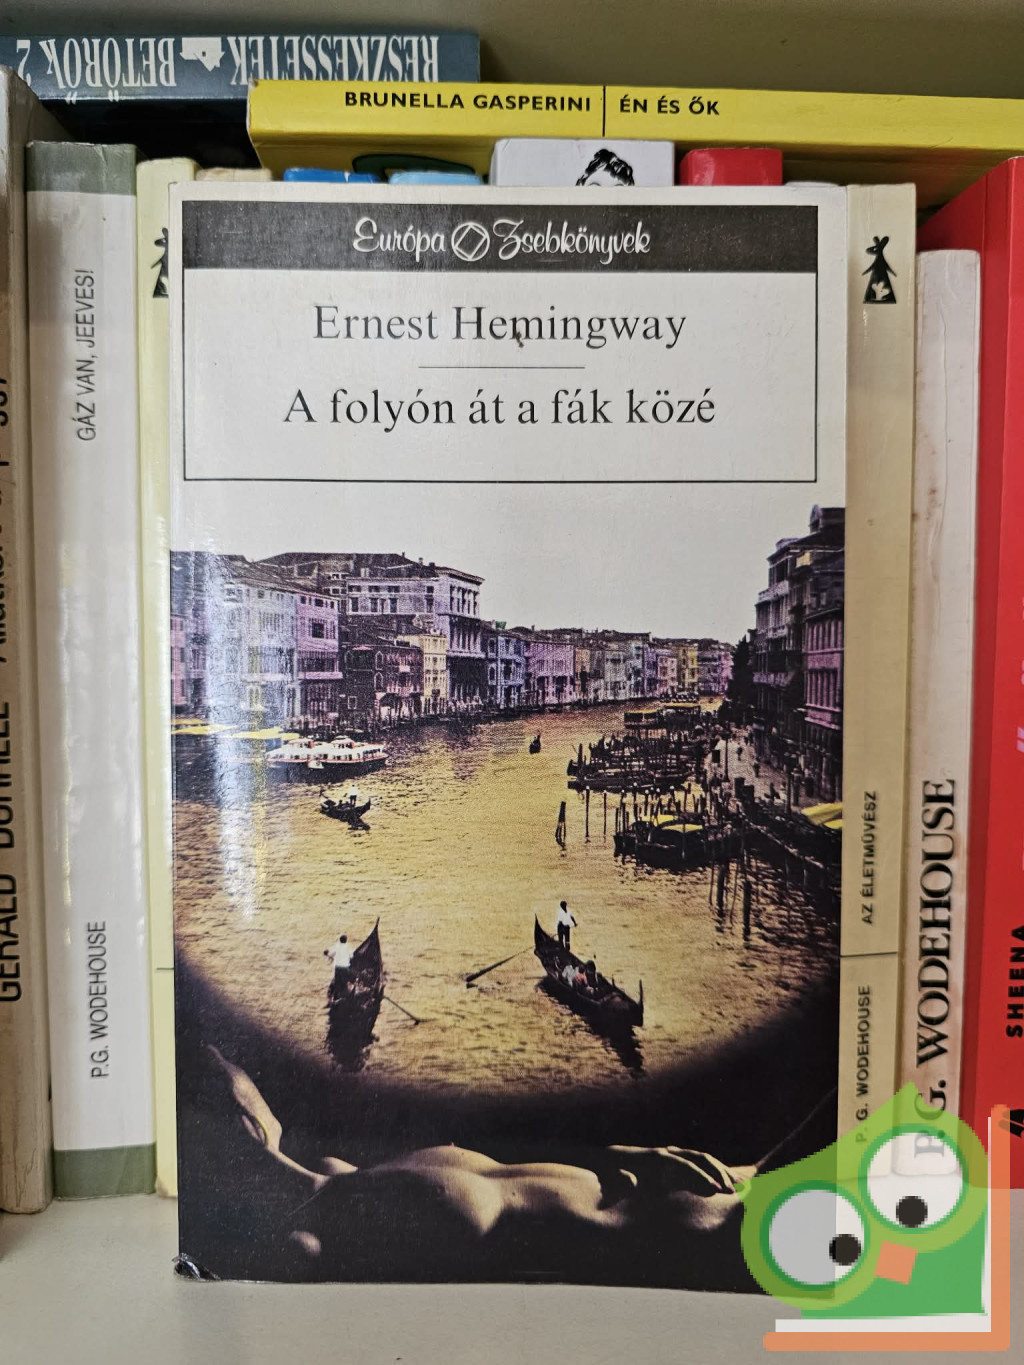 RESZKESSETEK BETÖRŐK 2
BRUNELLA GASPERINI ÉN ÉS ŐK
Európa Zsebkönyvek
Ernest Hemingway
A folyón át a fák közé
GERALD DURRELL
P.G. WODEHOUSE GÁZ VAN, JEEVES!
P. G. WODEHOUSE AZ ÉLETMŰVÉSZ
P.G. WODEHOUSE
SHEENA